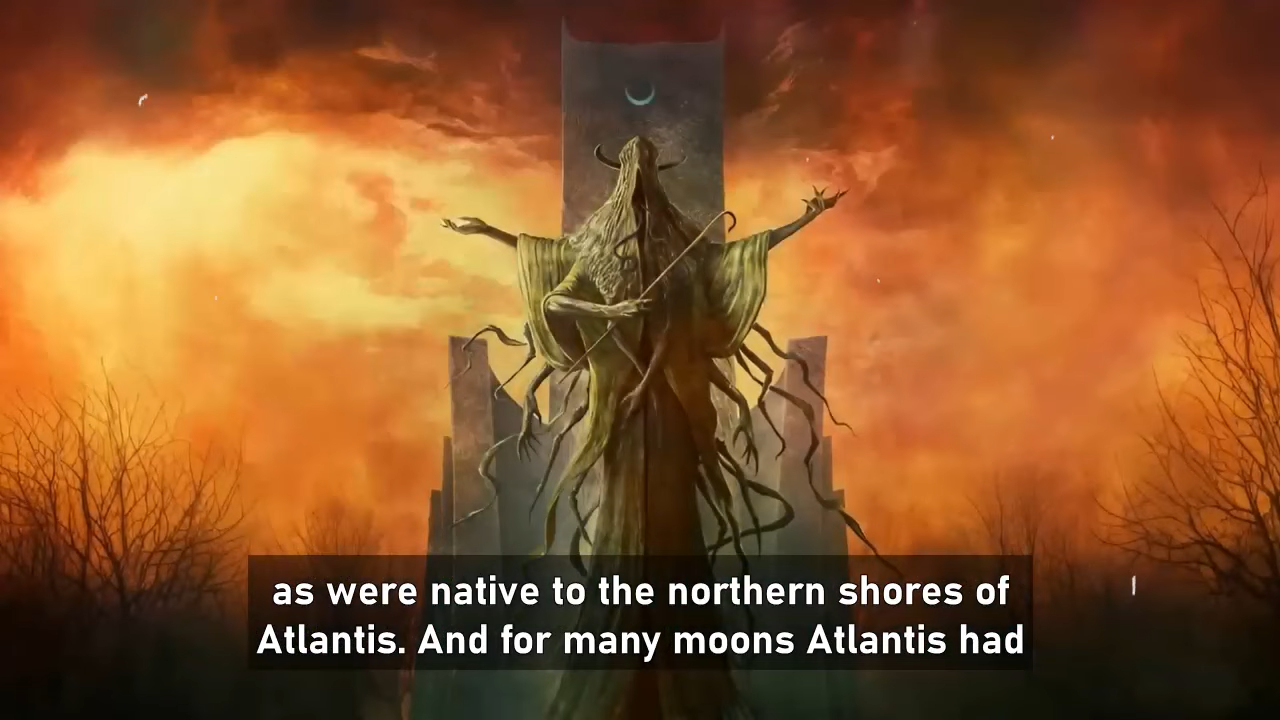 as were native to the northern shores of
Atlantis. And for many moons Atlantis had